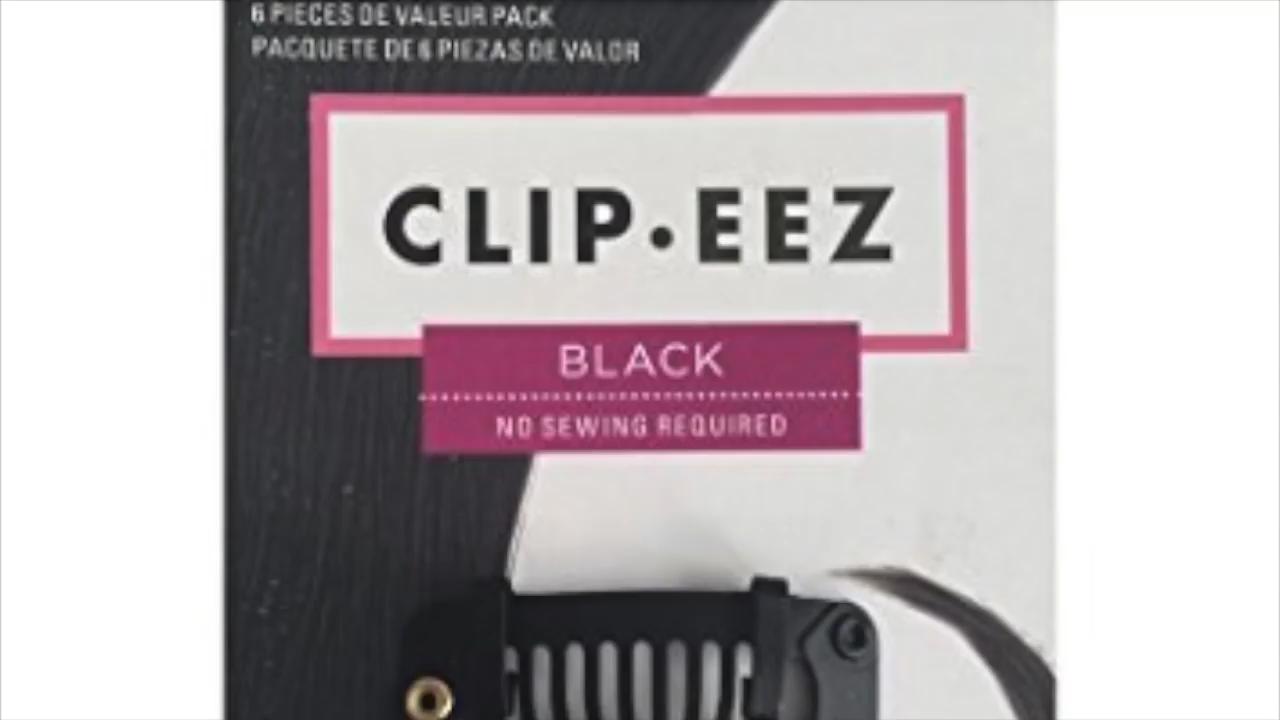 6 PIECES DE VALEUR PACK
PACQUETE DE 6 PIEZAS DE VALOR
CLIP•EEZ
BLACK
NO SEWING REQUIRED